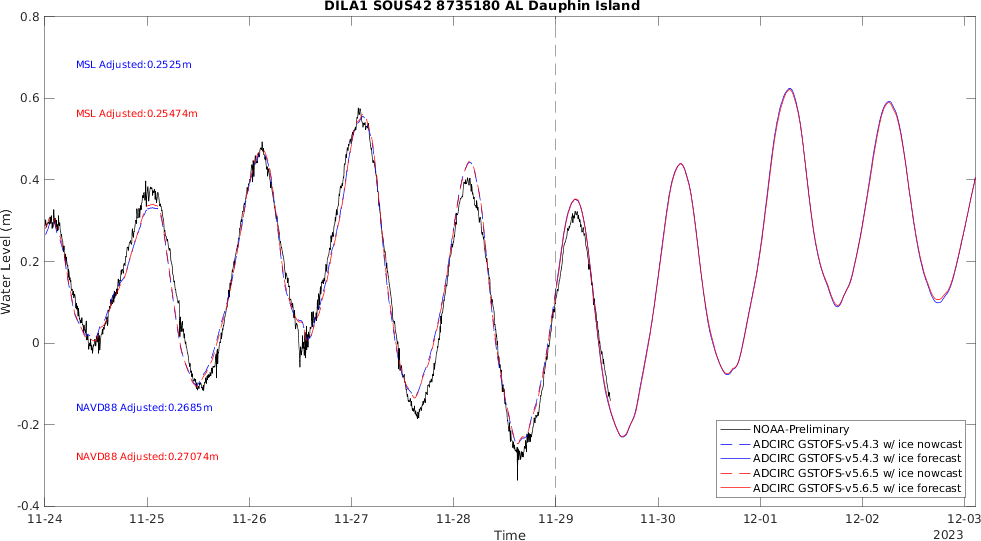 DILA1 SOUS42 8735180 AL Dauphin Island
0.8
0.6
0.4
0.2
0
-0.2
-0.4
Water Level (m)
MSL Adjusted:0.2525m
MSL Adjusted:0.25474m
NAVD88 Adjusted:0.2685m
NAVD88 Adjusted:0.27074m
NOAA-Preliminary
ADCIRC GSTOFS-v5.4.3 w/ ice nowcast
ADCIRC GSTOFS-v5.4.3 w/ ice forecast
ADCIRC GSTOFS-v5.6.5 w/ ice nowcast
ADCIRC GSTOFS-v5.6.5 w/ ice forecast
11-24 11-25 11-26 11-27 11-28 11-29 11-30 12-01 12-02 12-03
Time
2023